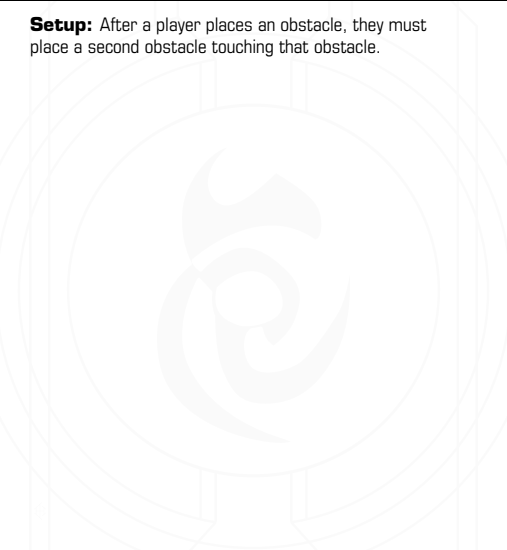 Setup: After a player places an obstacle, they must
place a second obstacle touching that obstacle.